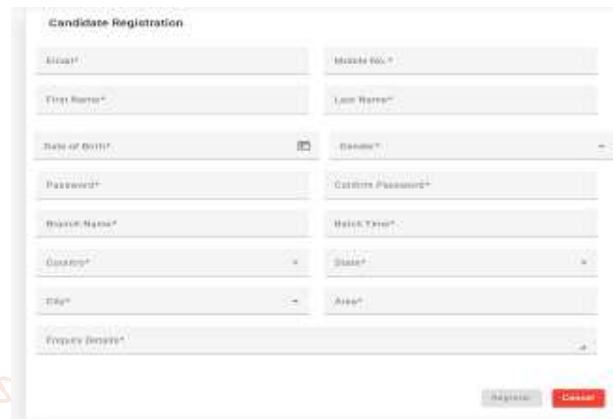 Candidate Registration
Email* Mobile No.*
First Name* Last Name*
Date of Birth* Gender*
Password* Confirm Password*
Branch Name* Batch Time*
Country* State*
City* Area*
Enquiry Details*
Register Cancel